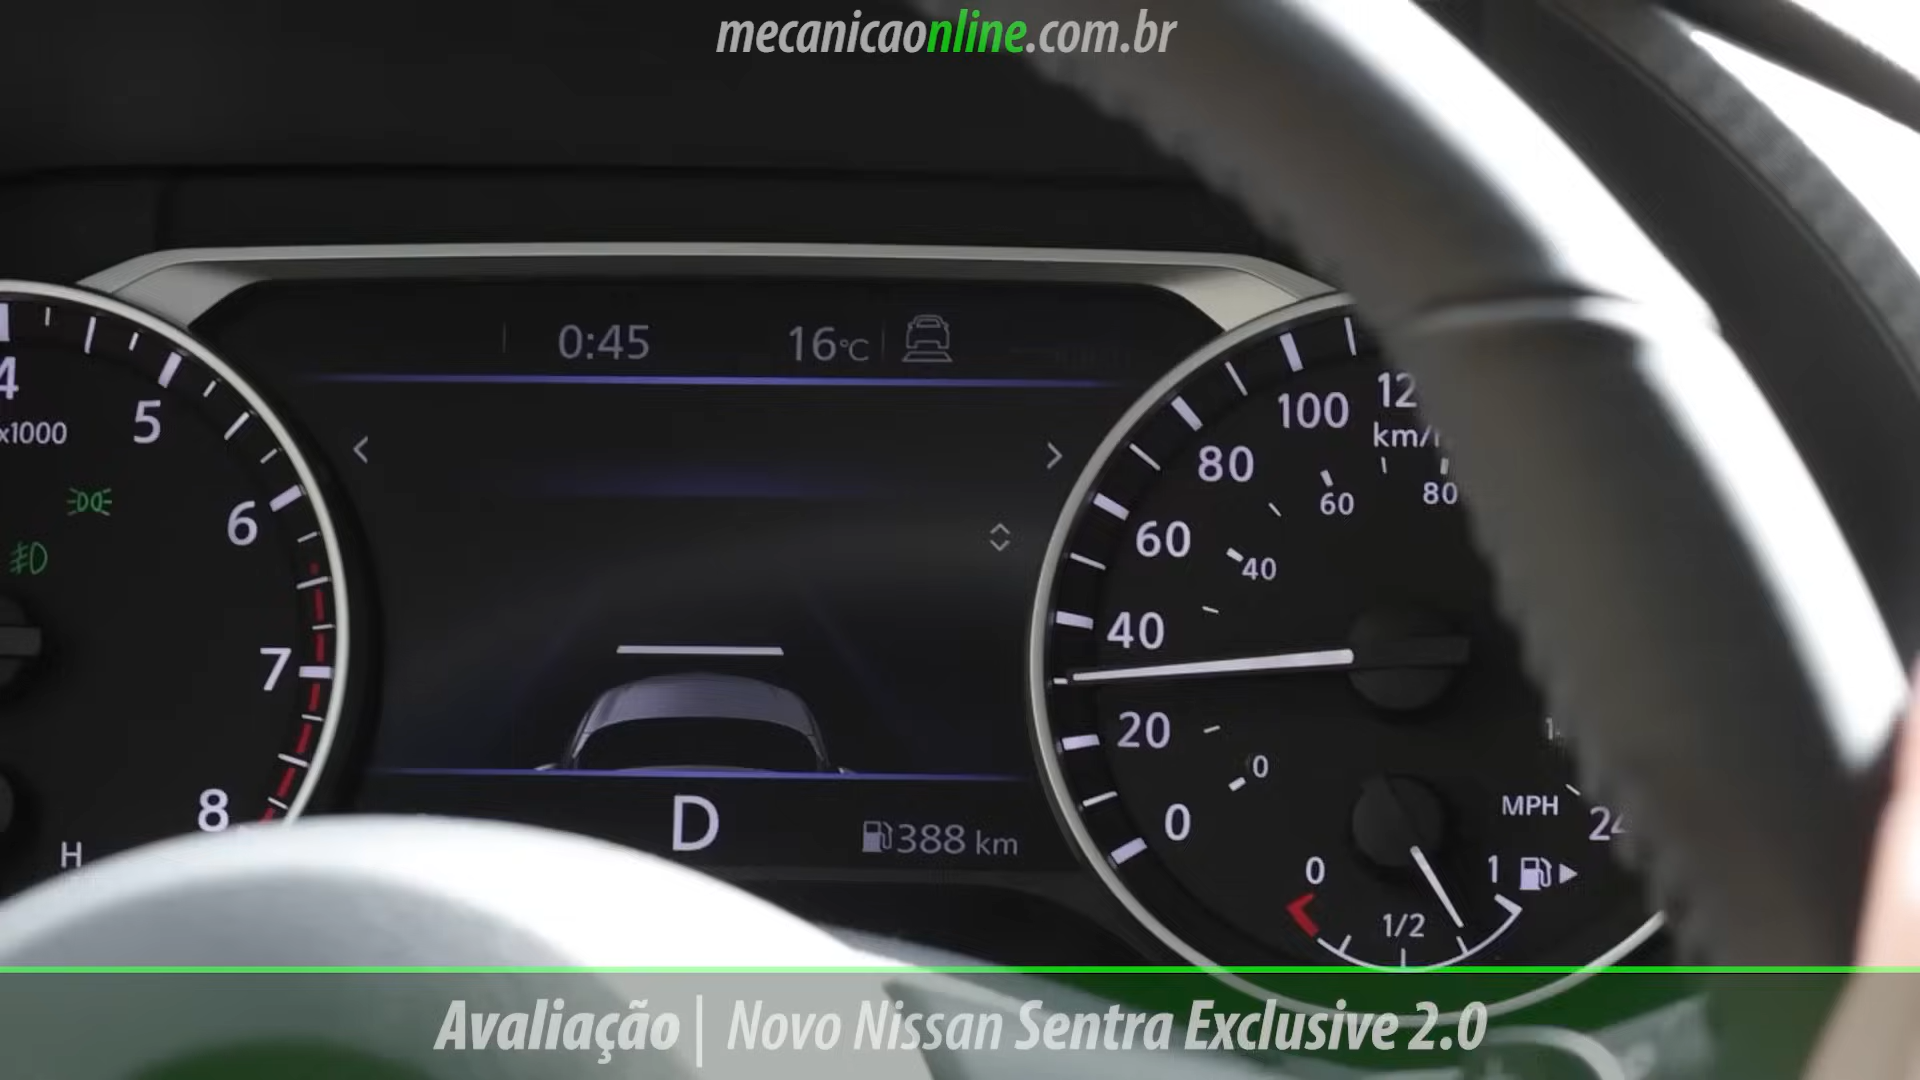 mecanicaonline.com.br
0:45 16°C
4 5 6 7 8
x1000
H
D
388 km
0 20 40 60 80 100
km/
0 40 60 80
MPH
0 1/2 1
Avaliação | Novo Nissan Sentra Exclusive 2.0